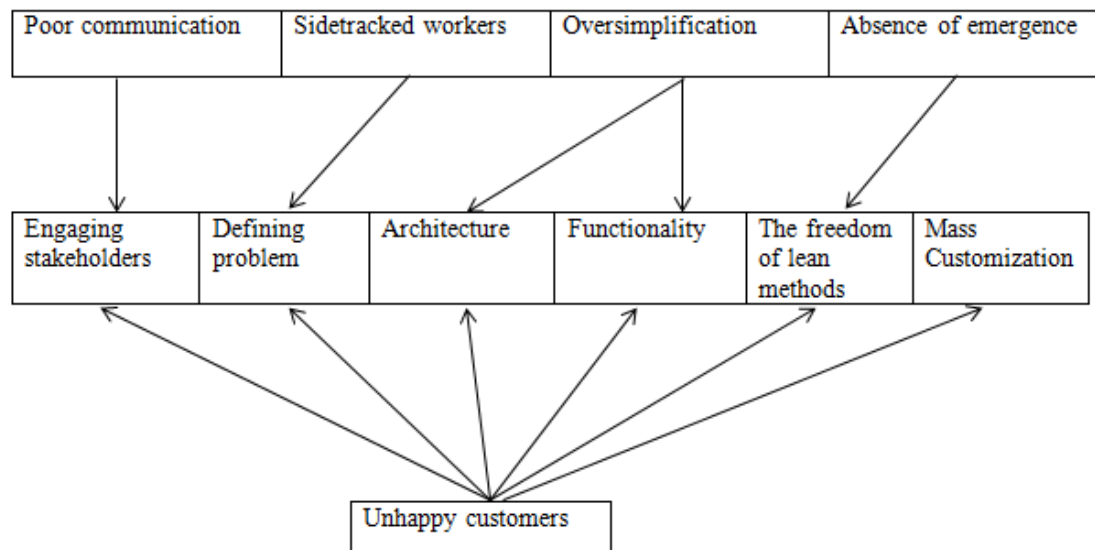 Poor communication
Sidetracked workers
Oversimplification
Absence of emergence
Engaging
stakeholders
Defining
problem
Architecture
Functionality
The freedom
of lean
methods
Mass
Customization
Unhappy customers